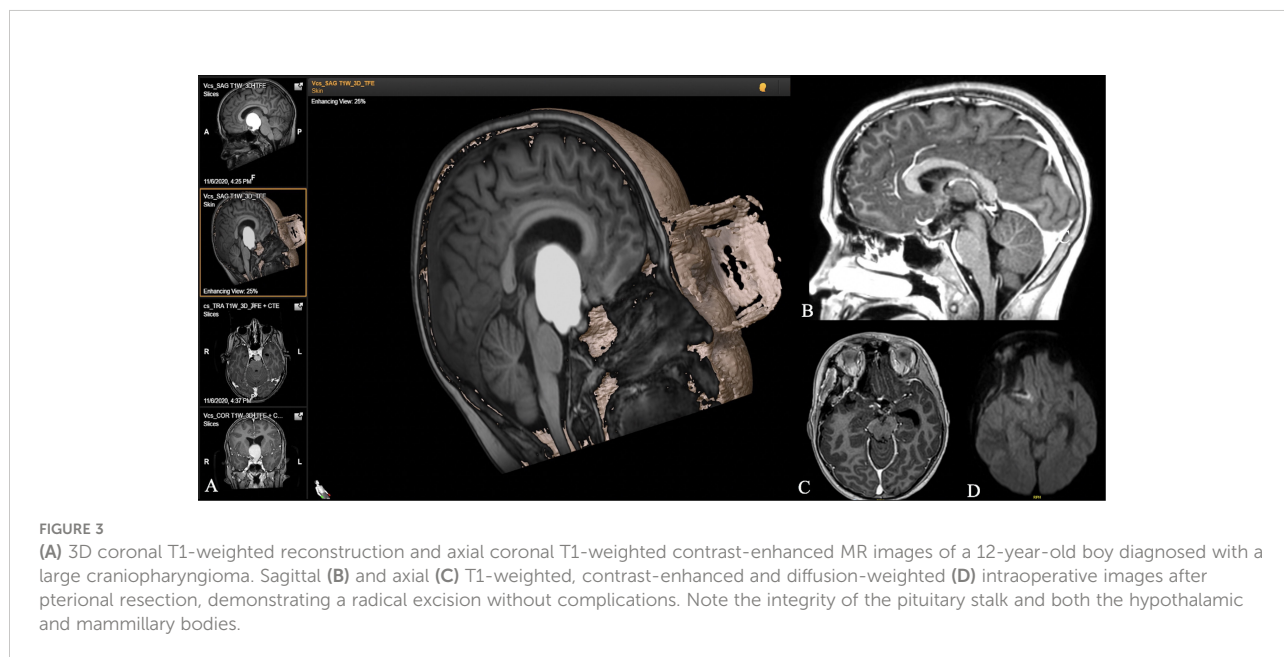 Vcs_SAG T1W_3D_TFE
Slices
A
P
11/6/2020, 4:25 PM
F
Vcs_SAG T1W_3D_TFE
Skin
Enhancing View: 25%
cs_TRA T1W_3D_TFE + CTE
Slices
R
L
11/6/2020, 4:37 PM
Vcs_COR T1W_3D_TFE + C...
Slices
R
L
A
Vcs_SAG T1W_3D_TFE
Skin
Enhancing View: 25%
B
C
D
FIGURE 3
(A) 3D coronal T1-weighted reconstruction and axial coronal T1-weighted contrast-enhanced MR images of a 12-year-old boy diagnosed with a
large craniopharyngioma. Sagittal (B) and axial (C) T1-weighted, contrast-enhanced and diffusion-weighted (D) intraoperative images after
pterional resection, demonstrating a radical excision without complications. Note the integrity of the pituitary stalk and both the hypothalamic
and mammillary bodies.